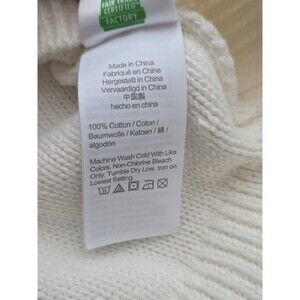 FAIR TRADE
CERTIFIED™
FACTORY
Made in China
Fabriqué en Chine
Hergestellt in China
Vervaardigd in China
中国製
hecho en china
100% Cotton / Coton /
Baumwolle / Katoen / 綿 /
algodón
Machine Wash Cold With Like
Colors. Non-Chlorine Bleach
Only. Tumble Dry Low. Iron on
Lowest Setting.